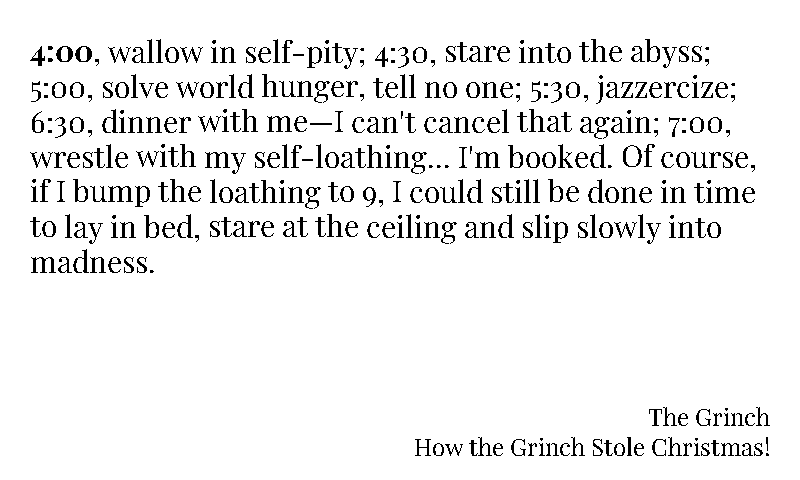 4:00, wallow in self-pity; 4:30, stare into the abyss;
5:00, solve world hunger, tell no one; 5:30, jazzercize;
6:30, dinner with me—I can't cancel that again; 7:00,
wrestle with my self-loathing... I'm booked. Of course,
if I bump the loathing to 9, I could still be done in time
to lay in bed, stare at the ceiling and slip slowly into
madness.
The Grinch
How the Grinch Stole Christmas!